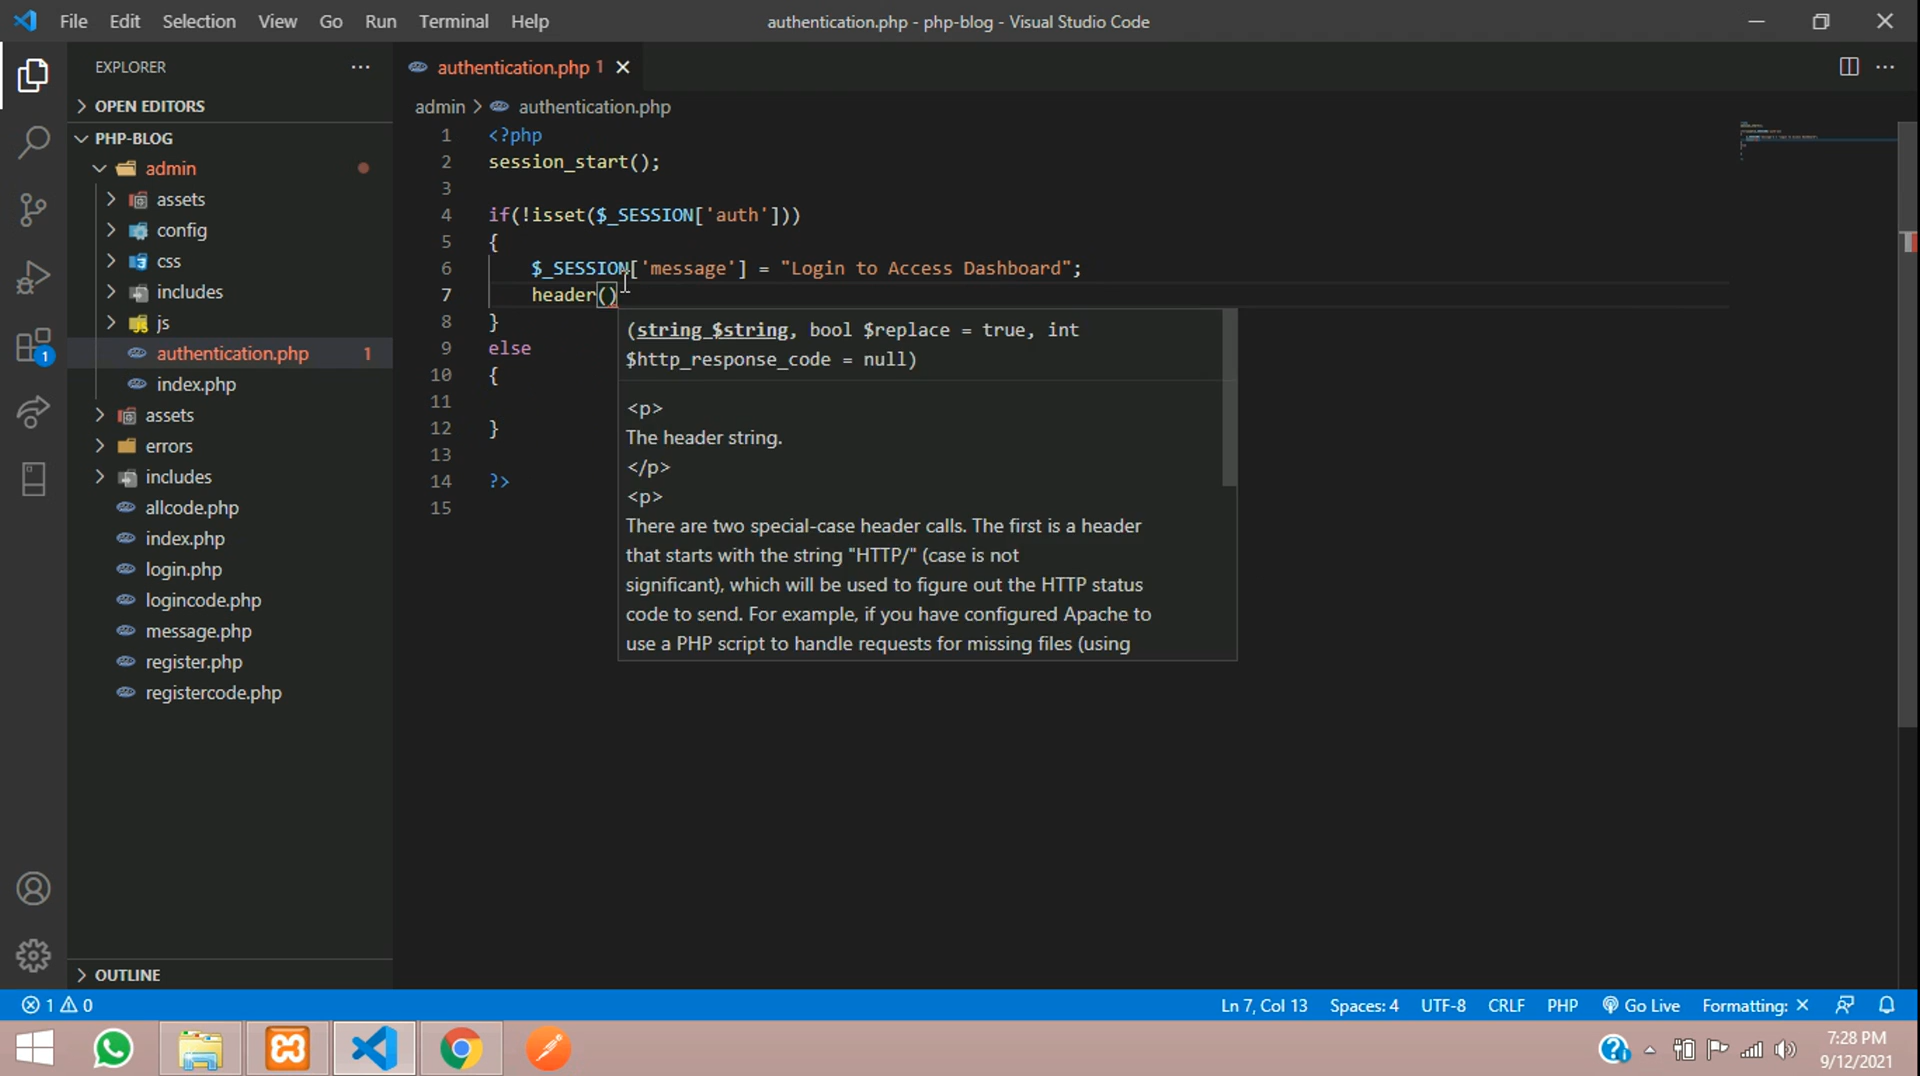 File Edit Selection View Go Run Terminal Help
authentication.php - php-blog - Visual Studio Code
EXPLORER
OPEN EDITORS
PHP-BLOG
admin
assets
config
css
includes
js
authentication.php 1
index.php
assets
errors
includes
allcode.php
index.php
login.php
logincode.php
message.php
register.php
registercode.php
OUTLINE
authentication.php 1
admin > authentication.php
1 <?php
2 session_start();
3
4 if(!isset($_SESSION['auth']))
5 {
6 $_SESSION['message'] = "Login to Access Dashboard";
7 header()
8 }
9 else
10 {
11
12 }
13
14 ?>
15
(string $string, bool $replace = true, int
$http_response_code = null)
<p>
The header string.
</p>
<p>
There are two special-case header calls. The first is a header
that starts with the string "HTTP/" (case is not
significant), which will be used to figure out the HTTP status
code to send. For example, if you have configured Apache to
use a PHP script to handle requests for missing files (using
1
1 0
Ln 7, Col 13 Spaces: 4 UTF-8 CRLF PHP Go Live Formatting: ×
7:28 PM
9/12/2021